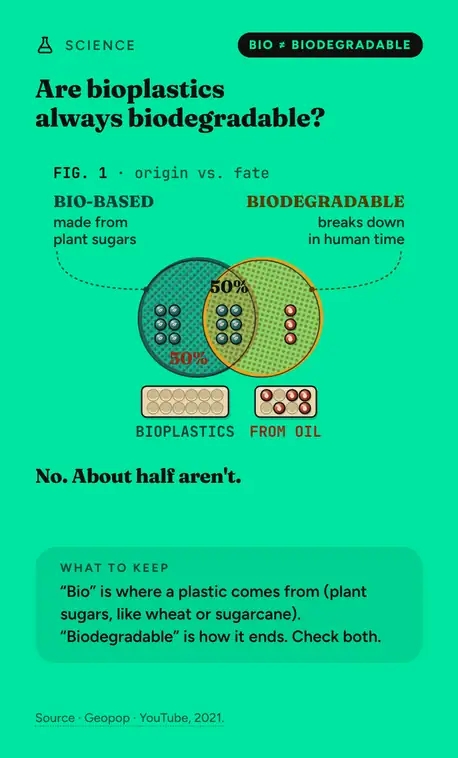 SCIENCE
BIO ≠ BIODEGRADABLE
Are bioplastics
always biodegradable?
FIG. 1 · origin vs. fate
BIO-BASED
made from
plant sugars
BIODEGRADABLE
breaks down
in human time
50%
50%
BIOPLASTICS
FROM OIL
No. About half aren't.
WHAT TO KEEP
“Bio” is where a plastic comes from (plant
sugars, like wheat or sugarcane).
“Biodegradable” is how it ends. Check both.
Source · Geopop · YouTube, 2021.